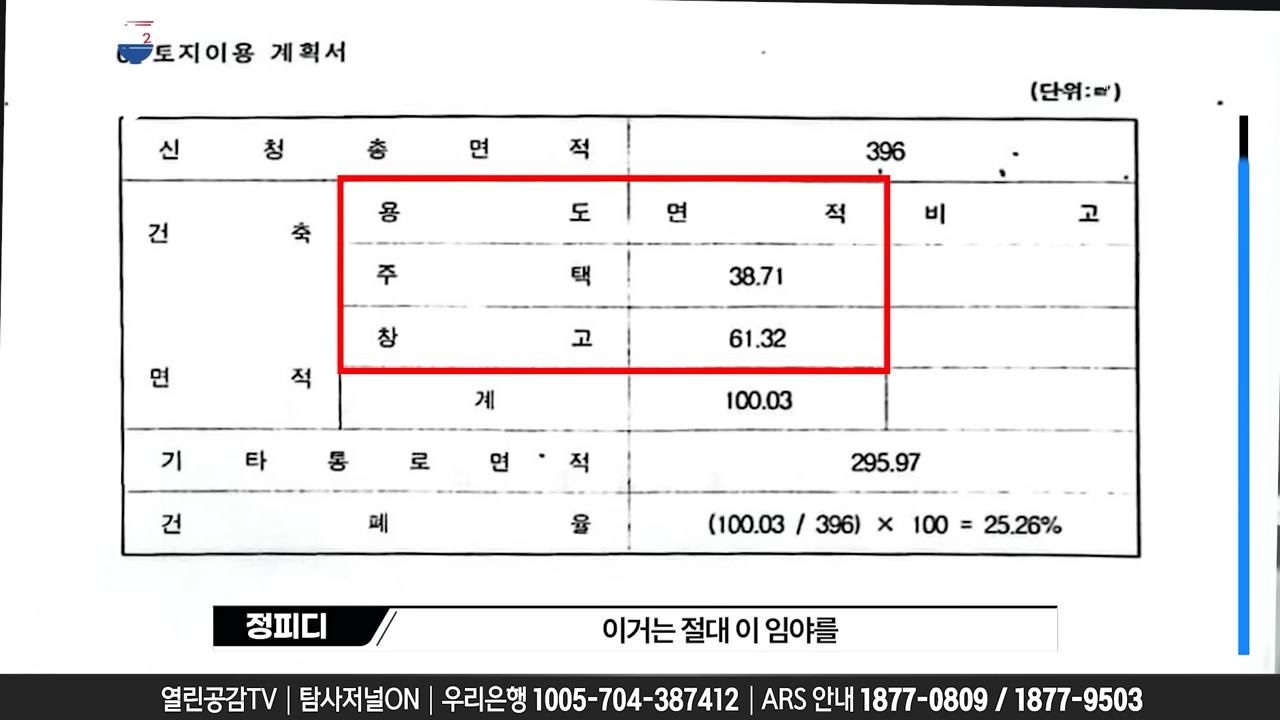 2
토지이용 계획서
(단위:㎡)
신 청 총 면 적 396
건 축 면 적
용 도 면 적 비 고
주 택 38.71
창 고 61.32
계 100.03
기 타 통 로 면 적 295.97
건 폐 율 (100.03 / 396) × 100 = 25.26%
정피디 이거는 절대 이 임야를
열린공감TV | 탐사저널ON | 우리은행 1005-704-387412 | ARS 안내 1877-0809 / 1877-9503